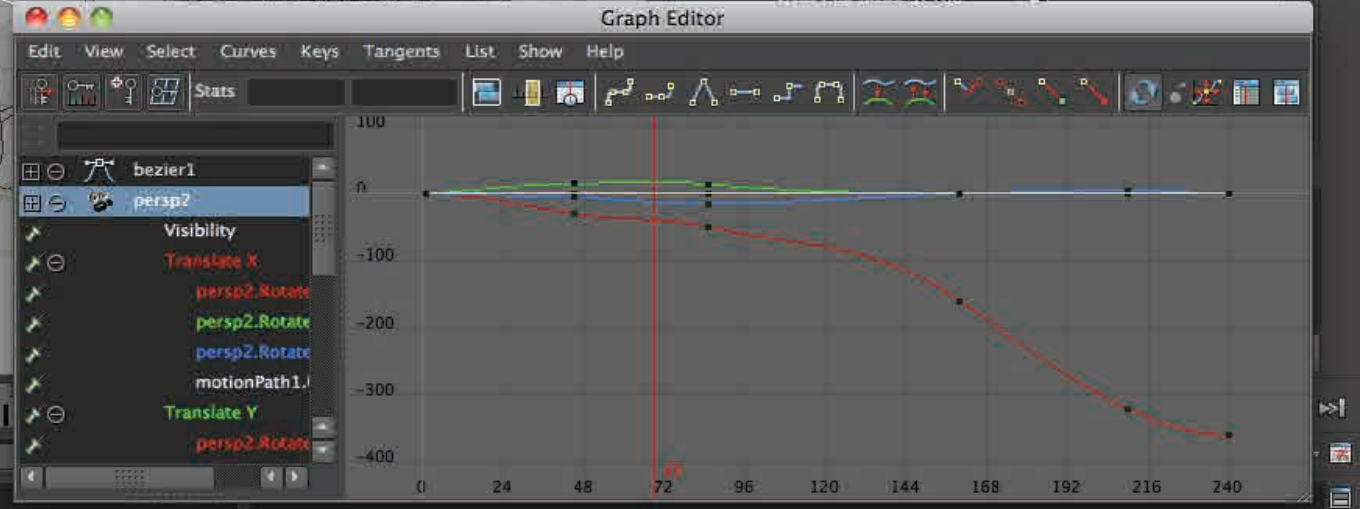 Graph Editor
Edit View Select Curves Keys Tangents List Show Help
Stats
bezier1
persp2
Visibility
Translate X
persp2.Rotate
persp2.Rotate
persp2.Rotate
motionPath1.
Translate Y
persp2.Rotate
100
0
-100
-200
-300
-400
0 24 48 72 96 120 144 168 192 216 240